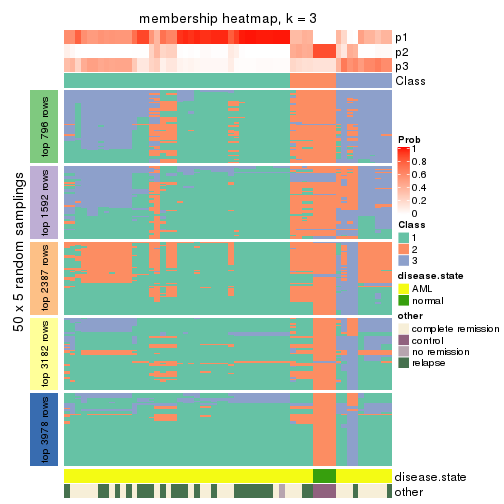 membership heatmap, k = 3
p1
p2
p3
Class
50 x 5 random samplings
top 796 rows
top 1592 rows
top 2387 rows
top 3182 rows
top 3978 rows
disease.state
other
Prob
1
0.8
0.6
0.4
0.2
0
Class
1
2
3
disease.state
AML
normal
other
complete remission
control
no remission
relapse